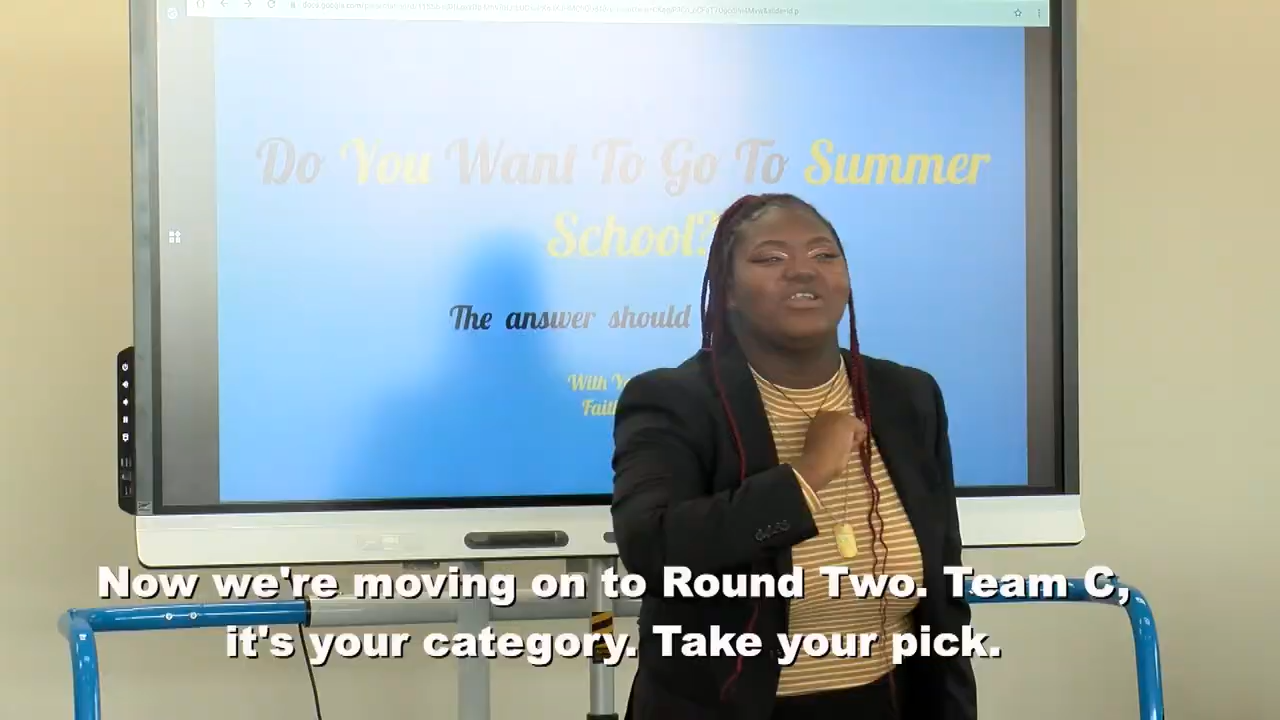 Do You Want To Go To Summer
School?
The answer should
With
Now we're moving on to Round Two. Team C,
it's your category. Take your pick.